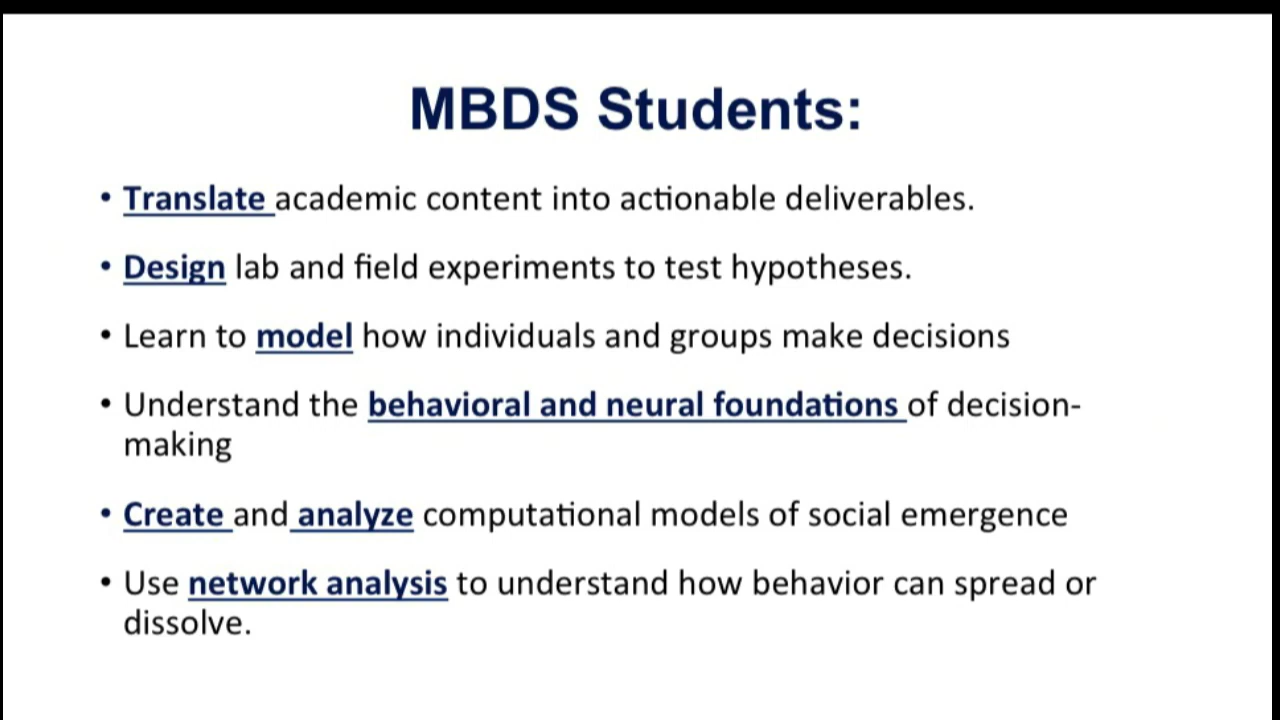 MBDS Students:
• Translate academic content into actionable deliverables.
• Design lab and field experiments to test hypotheses.
• Learn to model how individuals and groups make decisions
• Understand the behavioral and neural foundations of decision-
making
• Create and analyze computational models of social emergence
• Use network analysis to understand how behavior can spread or
dissolve.